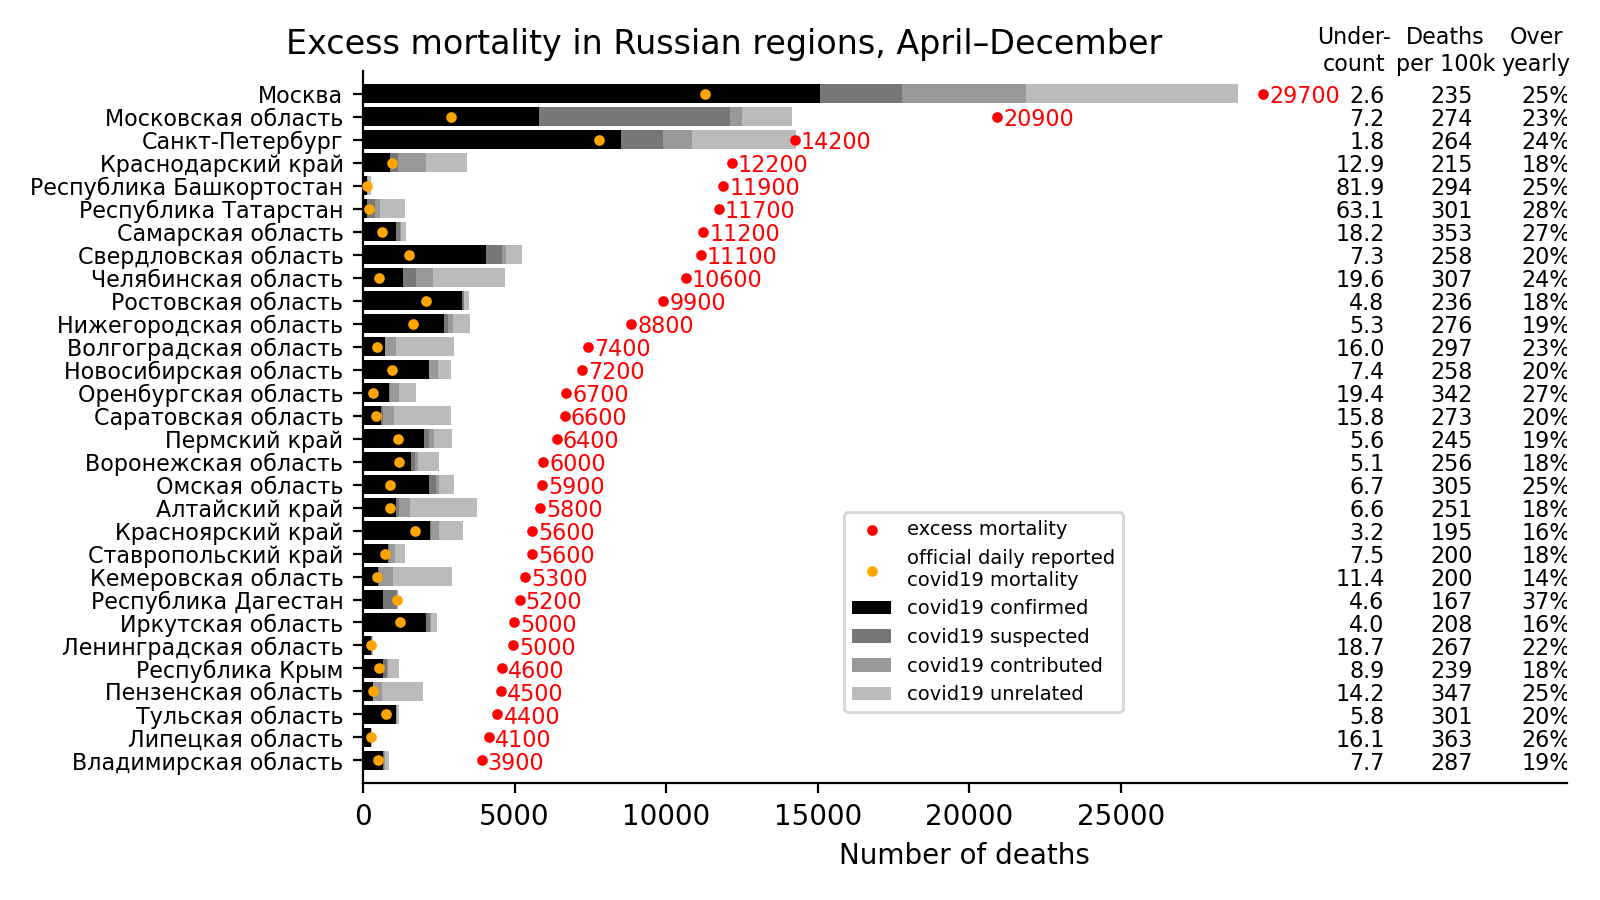 Excess mortality in Russian regions, April–December
Under-count Deaths per 100k Over yearly
Москва 29700 2.6 235 25%
Московская область 20900 7.2 274 23%
Санкт-Петербург 14200 1.8 264 24%
Краснодарский край 12200 12.9 215 18%
Республика Башкортостан 11900 81.9 294 25%
Республика Татарстан 11700 63.1 301 28%
Самарская область 11200 18.2 353 27%
Свердловская область 11100 7.3 258 20%
Челябинская область 10600 19.6 307 24%
Ростовская область 9900 4.8 236 18%
Нижегородская область 8800 5.3 276 19%
Волгоградская область 7400 16.0 297 23%
Новосибирская область 7200 7.4 258 20%
Оренбургская область 6700 19.4 342 27%
Саратовская область 6600 15.8 273 20%
Пермский край 6400 5.6 245 19%
Воронежская область 6000 5.1 256 18%
Омская область 5900 6.7 305 25%
Алтайский край 5800 6.6 251 18%
Красноярский край 5600 3.2 195 16%
Ставропольский край 5600 7.5 200 18%
Кемеровская область 5300 11.4 200 14%
Республика Дагестан 5200 4.6 167 37%
Иркутская область 5000 4.0 208 16%
Ленинградская область 5000 18.7 267 22%
Республика Крым 4600 8.9 239 18%
Пензенская область 4500 14.2 347 25%
Тульская область 4400 5.8 301 20%
Липецкая область 4100 16.1 363 26%
Владимирская область 3900 7.7 287 19%
excess mortality
official daily reported
covid19 mortality
covid19 confirmed
covid19 suspected
covid19 contributed
covid19 unrelated
0 5000 10000 15000 20000 25000
Number of deaths